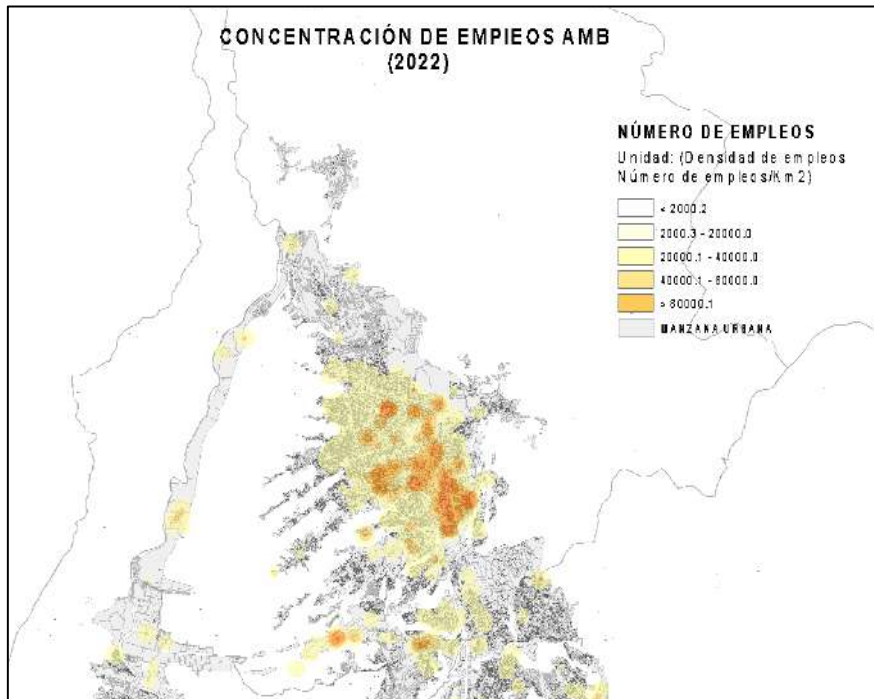 CONCENTRACIÓN DE EMPIEOS AMB
(2022)
NÚMERO DE EMPLEOS
Unidad: (Densidad de empleos
Número de empleos/Km2)
< 2000.2
2000.3 - 20000.0
20000.1 - 40000.0
40000.1 - 60000.0
> 60000.1
MANZANA URBANA